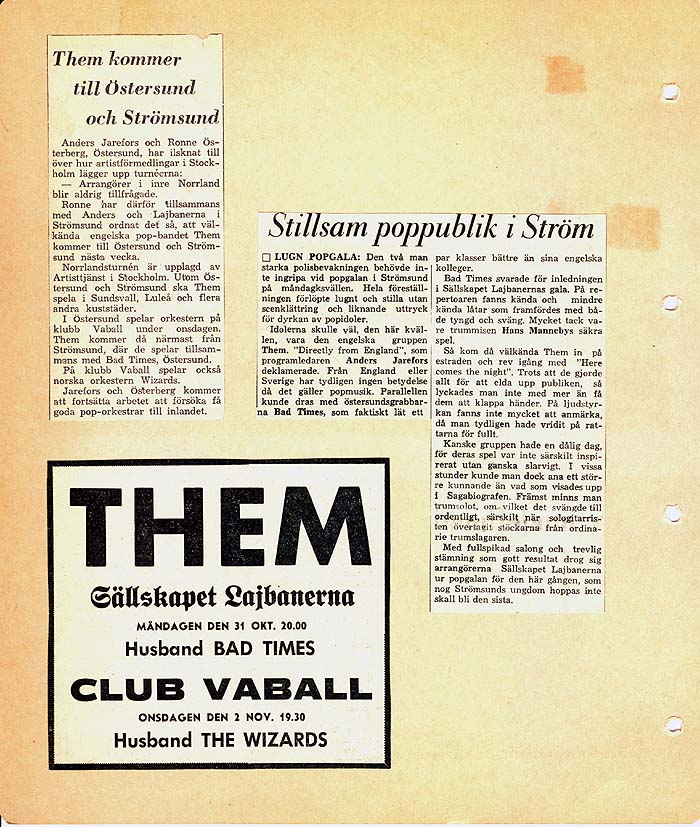 Them kommer
till Östersund
och Strömsund
Anders Jarefors och Ronne Ös-
terberg, Östersund, har ilsknat till
över hur artistförmedlingar i Stock-
holm lägger upp turnéerna:
— Arrangörer i inre Norrland
blir aldrig tillfrågade.
Ronne har därför tillsammans
med Anders och Lajbanerna i
Strömsund ordnat det så, att väl-
kända engelska pop-bandet Them
kommer till Östersund och Ström-
sund nästa vecka.
Norrlandsturnén är upplagd av
Artisttjänst i Stockholm. Utom Öst-
ersund och Strömsund ska Them
spela i Sundsvall, Luleå och flera
andra kuststäder.
I Östersund spelar orkestern på
klubb Vaball under onsdagen.
Them kommer då närmast från
Strömsund, där de spelar tillsam-
mans med Bad Times, Östersund.
På klubb Vaball spelar också
norska orkestern Wizards.
Jarefors och Österberg kommer
att fortsätta arbetet att försöka få
goda pop-orkestrar till inlandet.
Stillsam poppublik i Ström
□ LUGN POPGALA: Den två man
starka polisbevakningen behövde in-
te ingripa vid popgalan i Strömsund
på måndagskvällen. Hela föreställ-
ningen förlöpte lugnt och stilla utan
scenklättring och liknande uttryck
för dyrkan av popidoler.
Idolerna skulle väl, den här kväl-
len, vara den engelska gruppen
Them. "Directly from England", som
programledaren Anders Jarefors
deklamerade. Från England eller
Sverige har tydligen ingen betydelse
då det gäller popmusik. Parallellen
kunde dras med östersundsgrabbar-
na Bad Times, som faktiskt lät ett
par klasser bättre än sina engelska
kolleger.
Bad Times svarade för inledningen
i Sällskapet Lajbanernas gala. På re-
pertoaren fanns kända och mindre
kända låtar som framfördes med bå-
de tyngd och sväng. Mycket tack va-
re trummisen Hans Mannebys säkra
spel.
Så kom då välkända Them in på
estraden och rev igång med "Here
comes the night". Trots att de gjorde
allt för att elda upp publiken, så
lyckades man inte med mer än få
dem att klappa händer. På ljudstyr-
kan fanns inte mycket att anmärka,
då man tydligen hade vridit på rat-
tarna för fullt.
Kanske gruppen hade en dålig dag,
för deras spel var inte särskilt inspi-
rerat utan ganska slarvigt. I vissa
stunder kunde man dock ana ett stör-
re kunnande än vad som visades upp
i Sagabiografen. Främst minns man
trumsolot, om vilket det svängde till
ordentligt, särskilt när sologitarris-
ten övertagit stockarna från ordina-
rie trumslagaren.
Med fullspikad salong och trevlig
stämning som gott resultat drog sig
arrangörerna Sällskapet Lajbanerna
ur popgalan för den här gången, som
nog Strömsunds ungdom hoppas inte
skall bli den sista.
THEM
Sällskapet Lajbanerna
MÅNDAGEN DEN 31 OKT. 20.00
Husband BAD TIMES
CLUB VABALL
ONSDAGEN DEN 2 NOV. 19.30
Husband THE WIZARDS